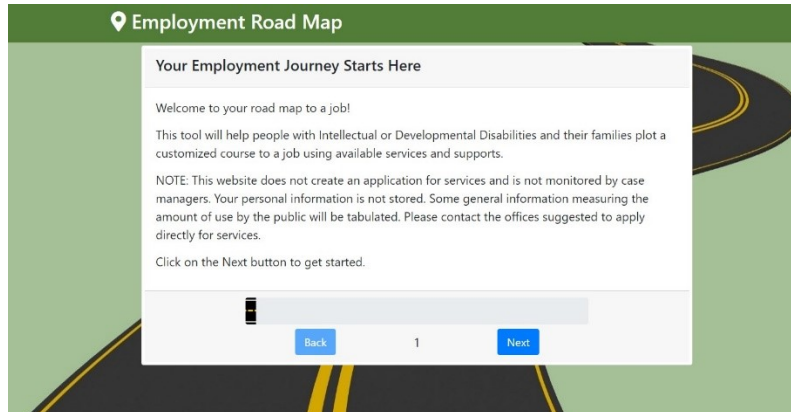 Employment Road Map
Your Employment Journey Starts Here
Welcome to your road map to a job!
This tool will help people with Intellectual or Developmental Disabilities and their families plot a
customized course to a job using available services and supports.
NOTE: This website does not create an application for services and is not monitored by case
managers. Your personal information is not stored. Some general information measuring the
amount of use by the public will be tabulated. Please contact the offices suggested to apply
directly for services.
Click on the Next button to get started.
Back 1 Next